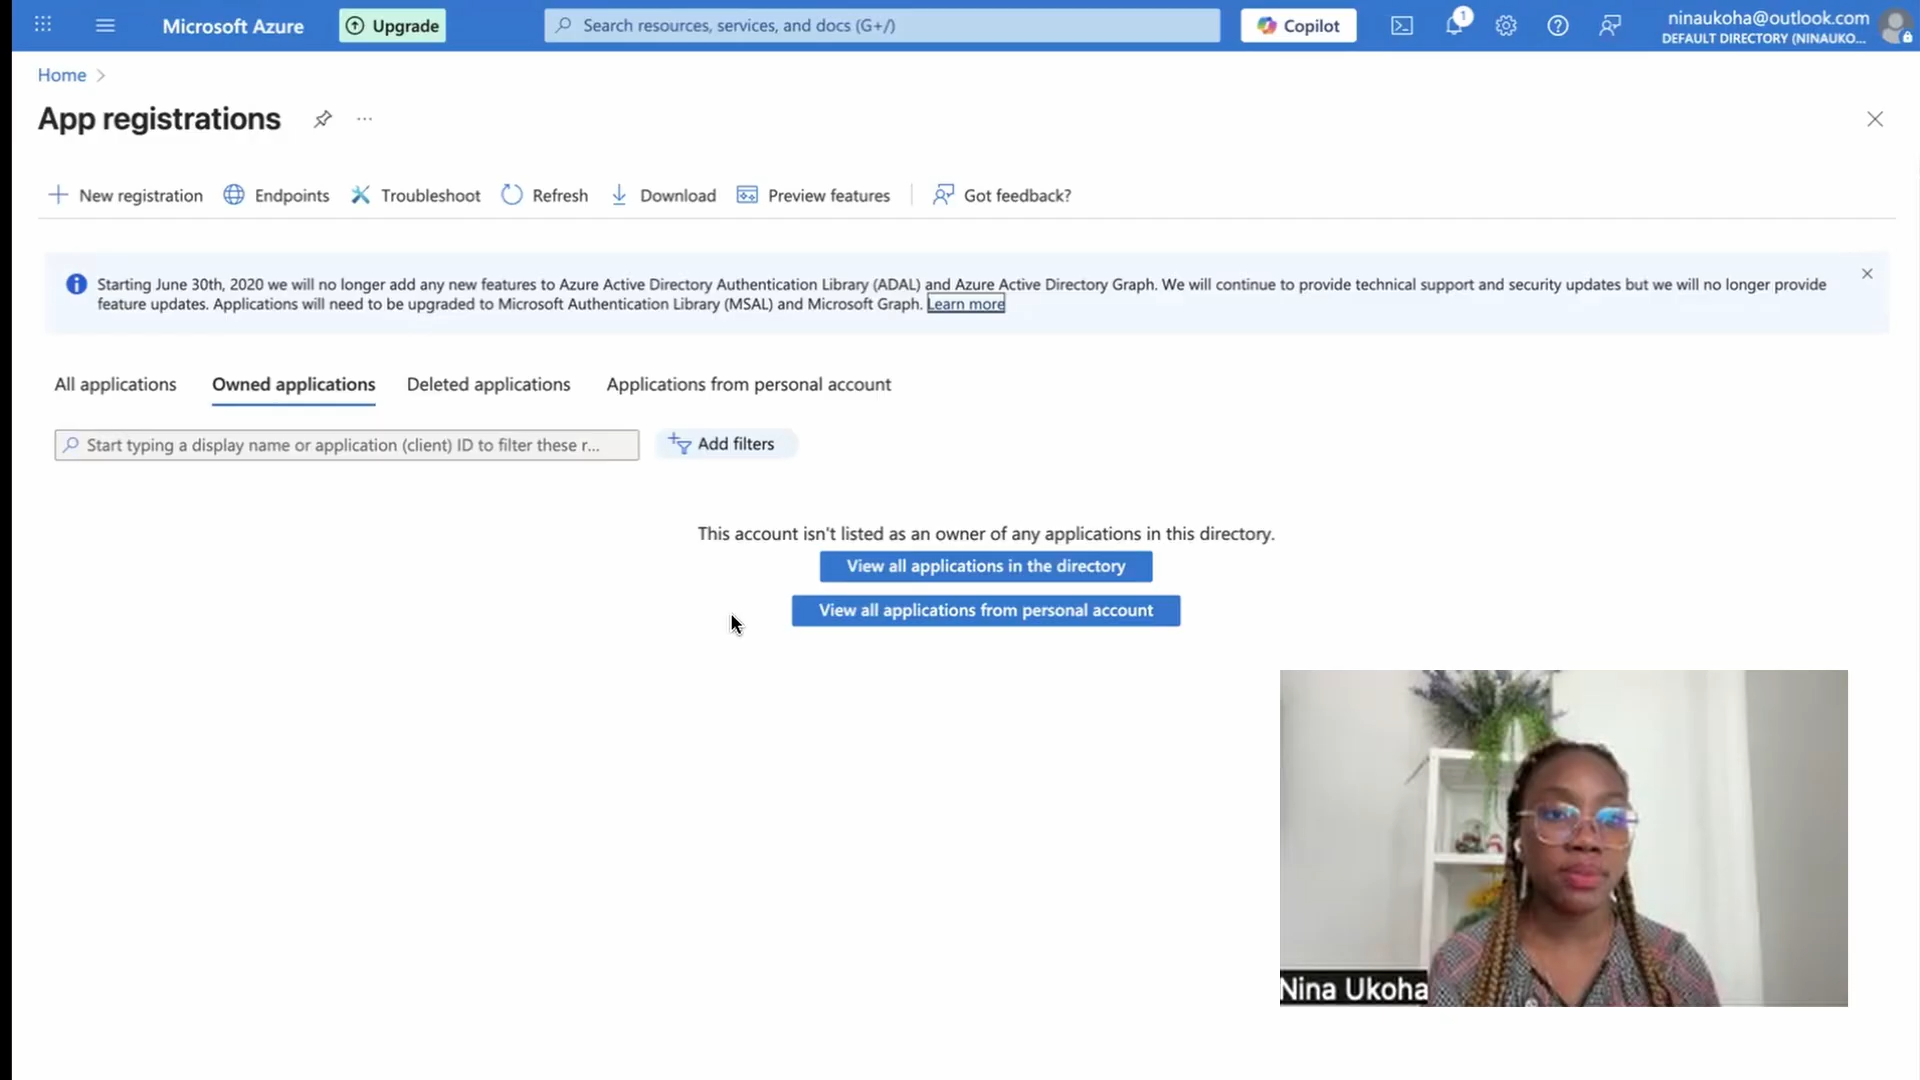 Microsoft Azure
Upgrade
Search resources, services, and docs (G+/)
Copilot
1
ninaukoha@outlook.com
DEFAULT DIRECTORY (NINAUKO...
Home
App registrations
...
New registration
Endpoints
Troubleshoot
Refresh
Download
Preview features
Got feedback?
Starting June 30th, 2020 we will no longer add any new features to Azure Active Directory Authentication Library (ADAL) and Azure Active Directory Graph. We will continue to provide technical support and security updates but we will no longer provide
feature updates. Applications will need to be upgraded to Microsoft Authentication Library (MSAL) and Microsoft Graph. Learn more
All applications
Owned applications
Deleted applications
Applications from personal account
Start typing a display name or application (client) ID to filter these r...
Add filters
This account isn't listed as an owner of any applications in this directory.
View all applications in the directory
View all applications from personal account
Nina Ukoha